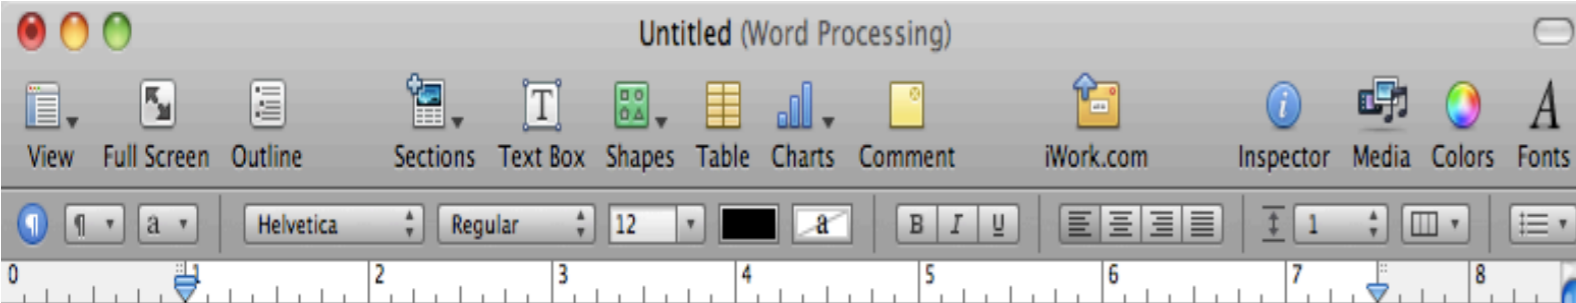 Untitled (Word Processing)
View Full Screen Outline Sections Text Box Shapes Table Charts Comment iWork.com Inspector Media Colors Fonts
¶ ¶ a Helvetica Regular 12 a B I U 1
0 1 2 3 4 5 6 7 8